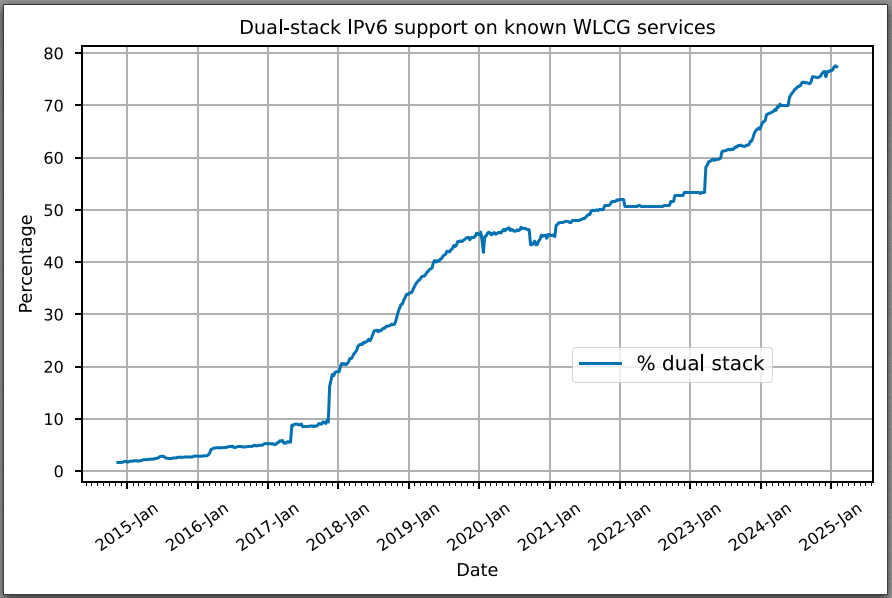 Dual-stack IPv6 support on known WLCG services
80
70
60
50
40
30
20
10
0
Percentage
% dual stack
2015-Jan
2016-Jan
2017-Jan
2018-Jan
2019-Jan
2020-Jan
2021-Jan
2022-Jan
2023-Jan
2024-Jan
2025-Jan
Date